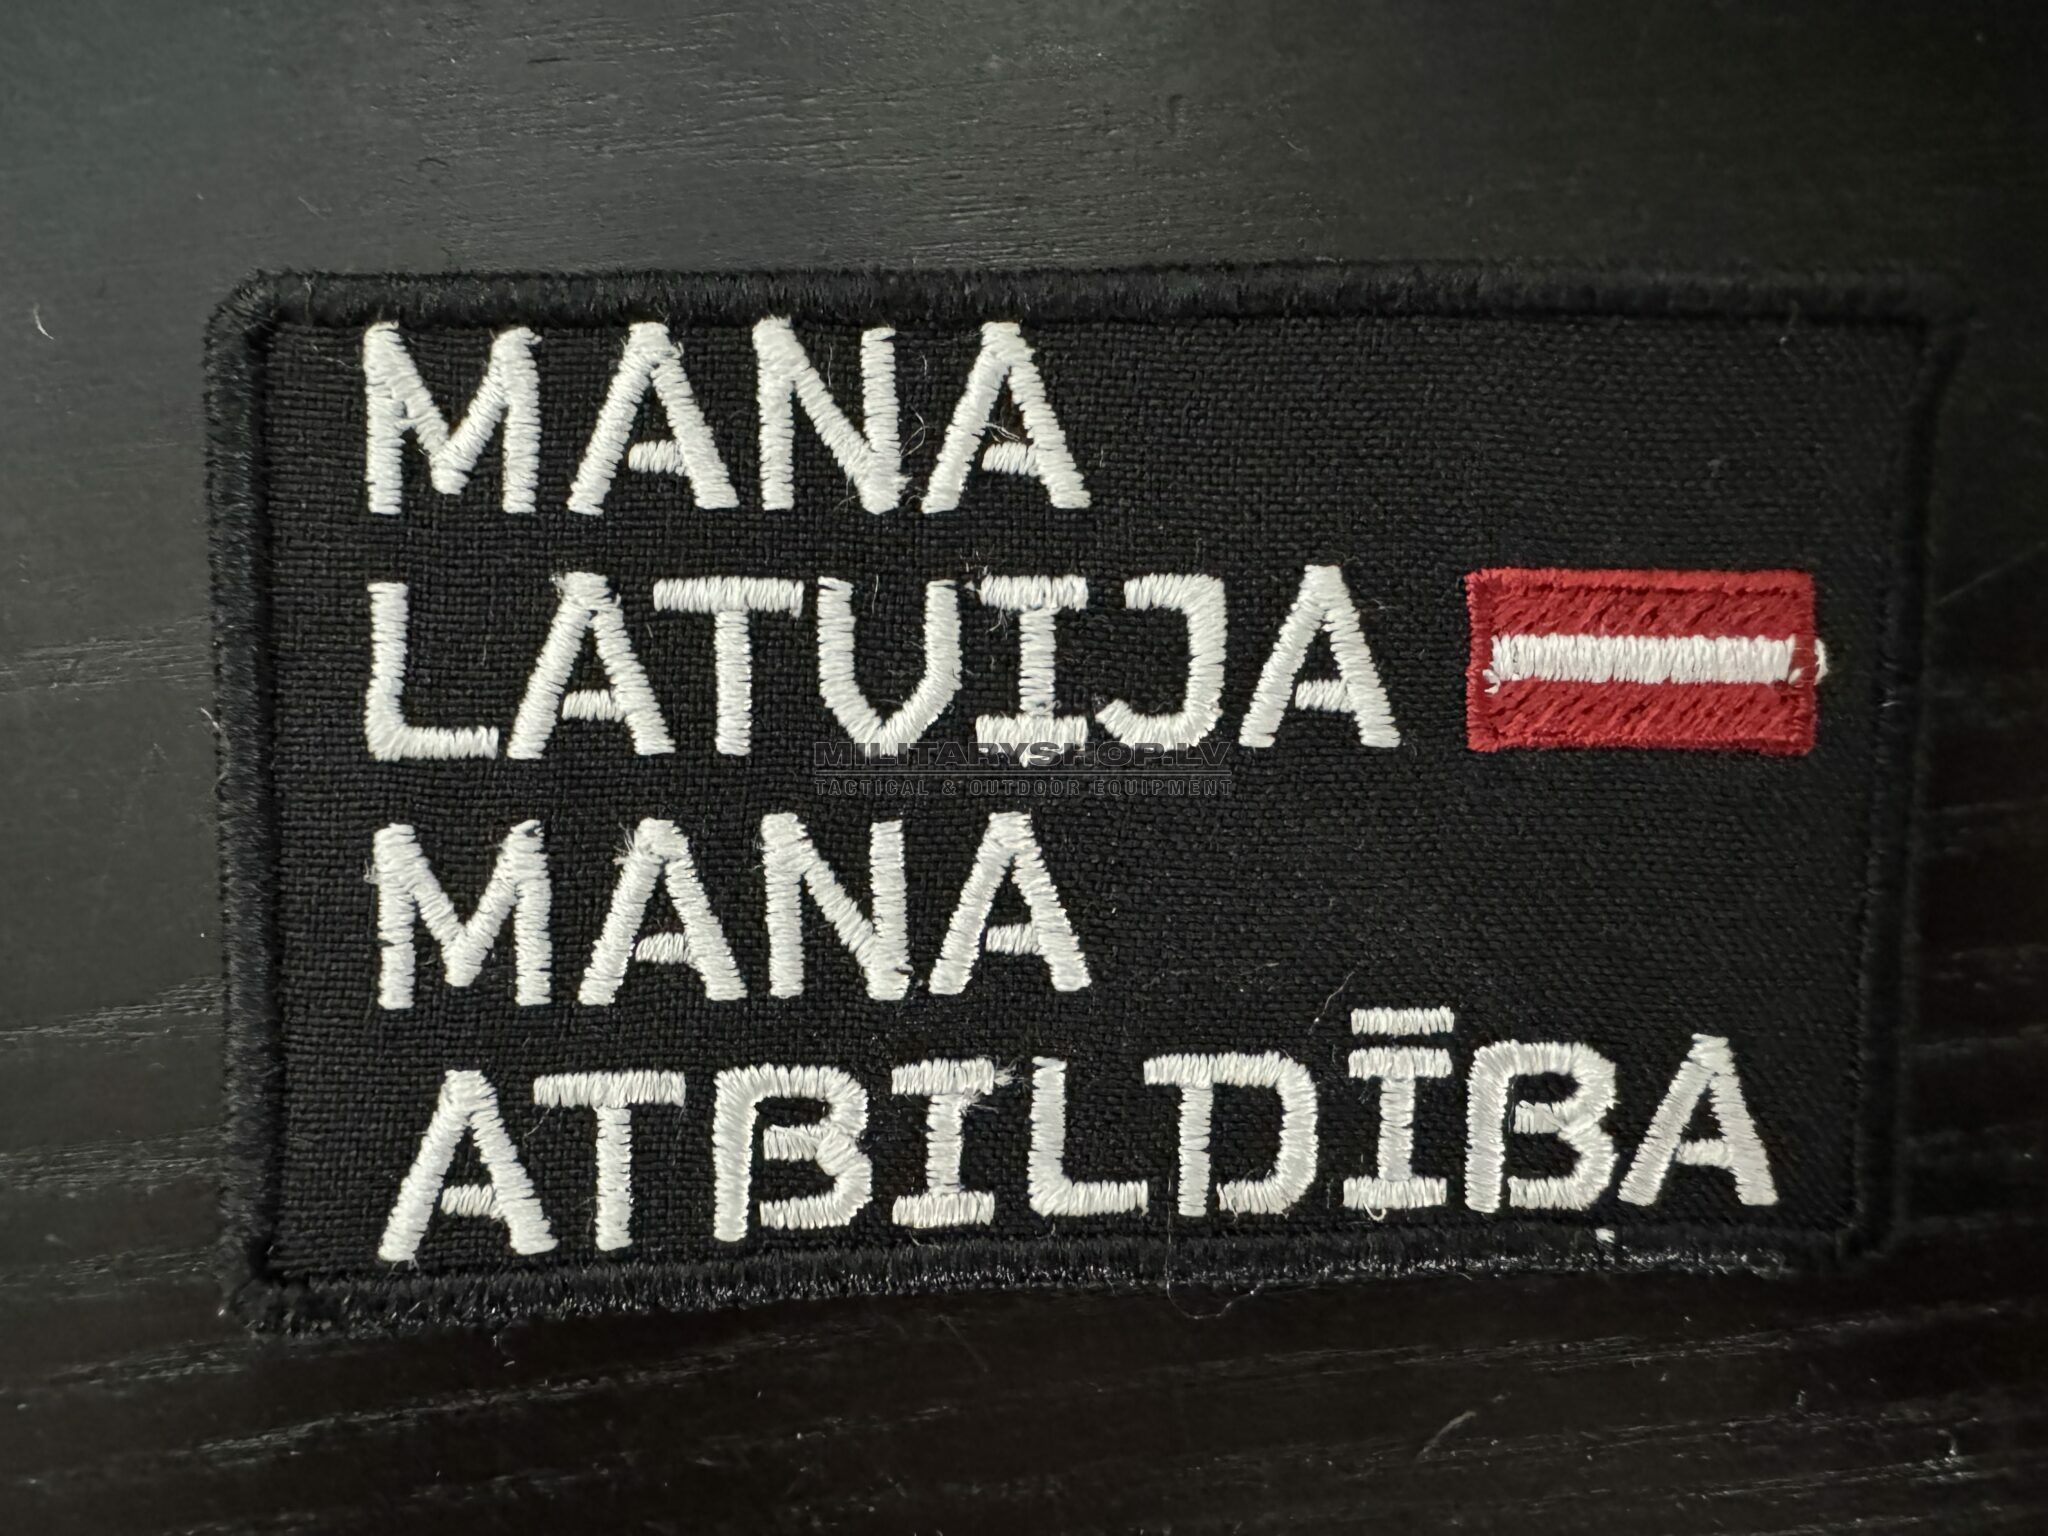 MANA
LATVIJA
MILITARYSHOP.LV
TACTICAL & OUTDOOR EQUIPMENT
MANA
ATBILDĪBA